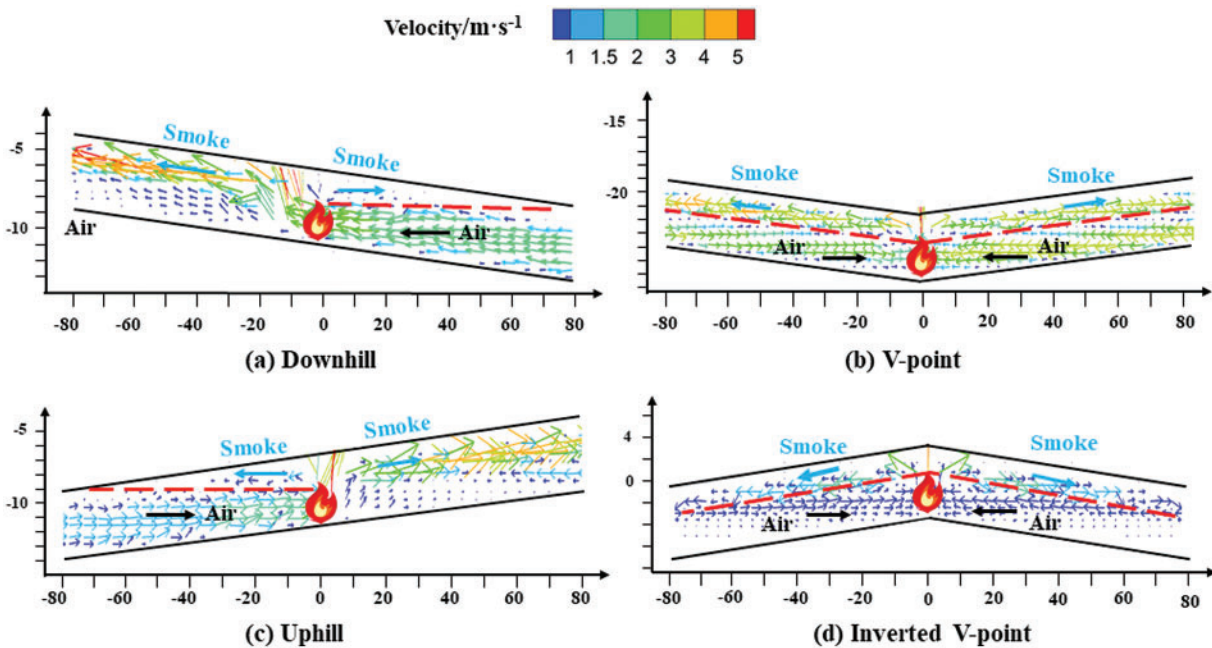 Velocity/m·s⁻¹
1 1.5 2 3 4 5
Smoke
Smoke
-5
-10
Air
Air
-80 -60 -40 -20 0 20 40 60 80
(a) Downhill
-15
-20
Smoke
Smoke
Air
Air
-80 -60 -40 -20 0 20 40 60 80
(b) V-point
-5
-10
Smoke
Smoke
Air
-80 -60 -40 -20 0 20 40 60 80
(c) Uphill
4
0
Smoke
Smoke
Air
Air
-80 -60 -40 -20 0 20 40 60 80
(d) Inverted V-point